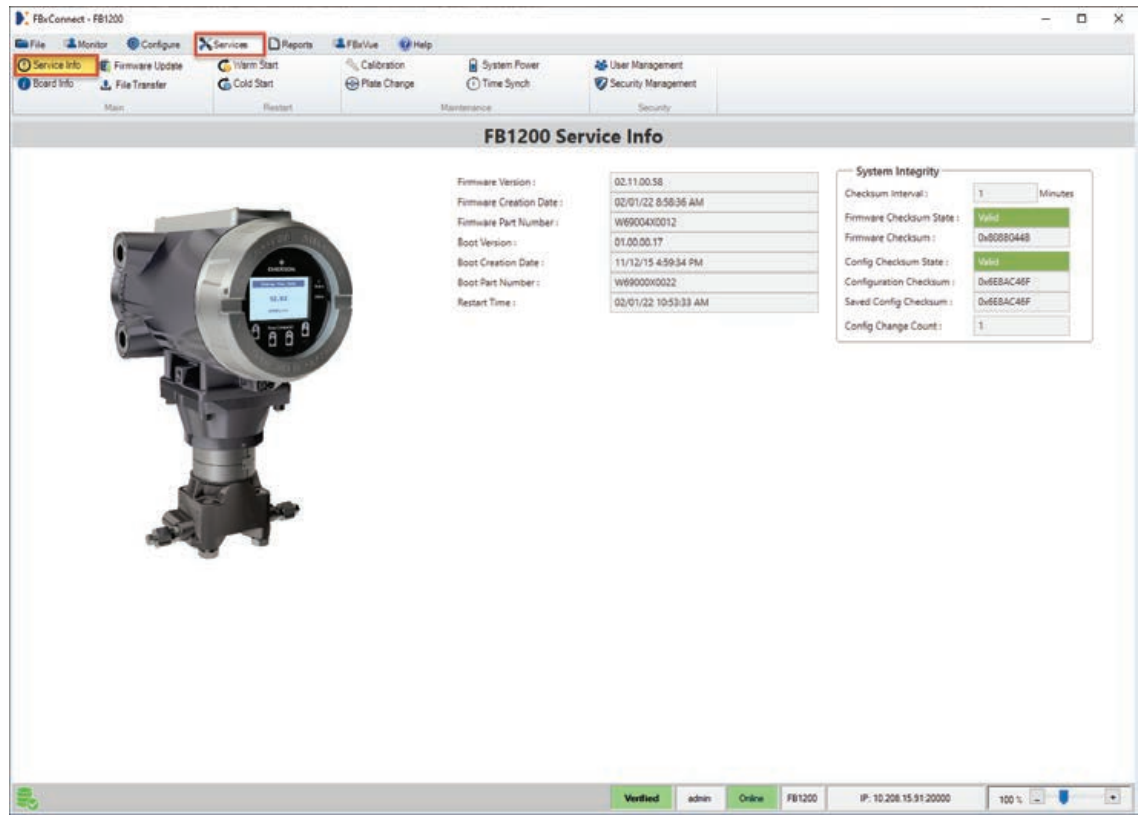 FBxConnect - FB1200
File Monitor Configure Services Reports FBxVue Help
Service Info Firmware Update Warm Start Calibration System Power User Management
Board Info File Transfer Cold Start Plate Change Time Synch Security Management
Main Restart Maintenance Security
FB1200 Service Info
Firmware Version : 02.11.00.58
Firmware Creation Date : 02/01/22 8:58:36 AM
Firmware Part Number : W69004X0012
Boot Version : 01.00.00.17
Boot Creation Date : 11/12/15 4:59:34 PM
Boot Part Number : W69000X0022
Restart Time : 02/01/22 10:53:33 AM
System Integrity
Checksum Interval : 1 Minutes
Firmware Checksum State : Valid
Firmware Checksum :
Config Checksum State : Valid
Configuration Checksum : 0x6E8AC46F
Saved Config Checksum : 0x6E8AC46F
Config Change Count : 1
EMERSON
Verified admin Online FB1200 IP: 10.208.15.91:20000 100 % - +